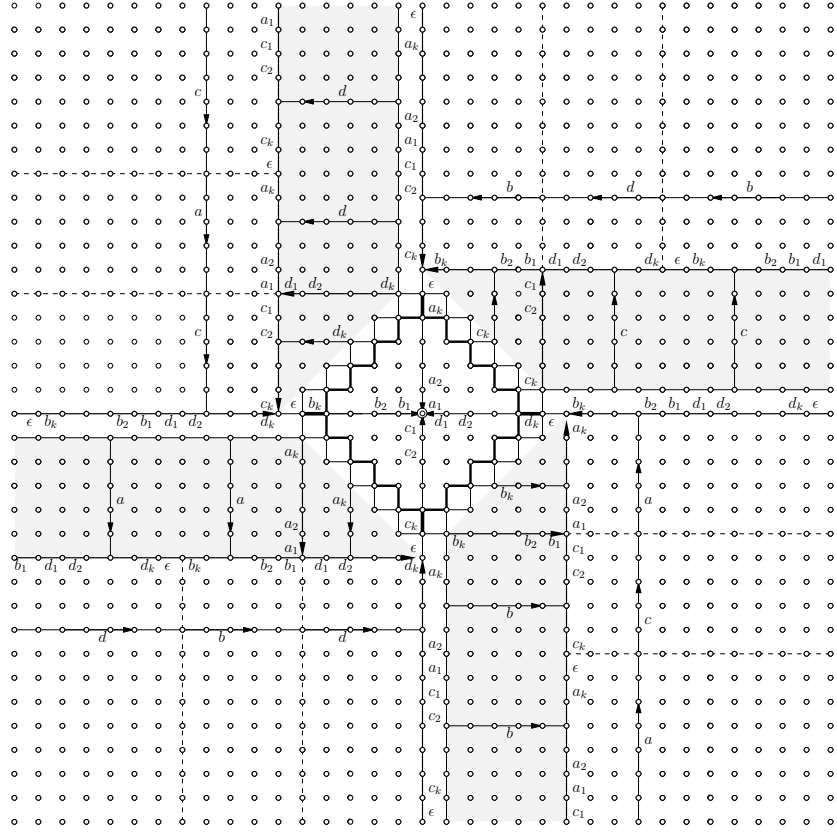 ϵ
a₁
c₁ aₖ
c₂
c d
a₂
cₖ a₁
ϵ c₁
aₖ c₂ b d b
a d
a₂ cₖ bₖ b₂ b₁ d₁ d₂ dₖ ϵ bₖ b₂ b₁ d₁
a₁ d₁ d₂ dₖ ϵ c₁
c₁ aₖ c₂
c c₂ dₖ cₖ c c
a₂ cₖ
cₖ ϵ bₖ b₂ b₁ a₁ bₖ b₂ b₁ d₁ d₂ dₖ ϵ
ϵ bₖ b₂ b₁ d₁ d₂ dₖ d₁ d₂ dₖ ϵ
c₁ aₖ
aₖ c₂
a a aₖ bₖ a₂ a
a₂ cₖ a₁
a₁ ϵ bₖ b₂ b₁ c₁
b₁ d₁ d₂ dₖ ϵ bₖ b₂ b₁ d₁ d₂ dₖ aₖ c₂
b c
d b d
a₂ cₖ
a₁ ϵ
c₁ aₖ
c₂
b a
a₂
cₖ a₁
ϵ c₁